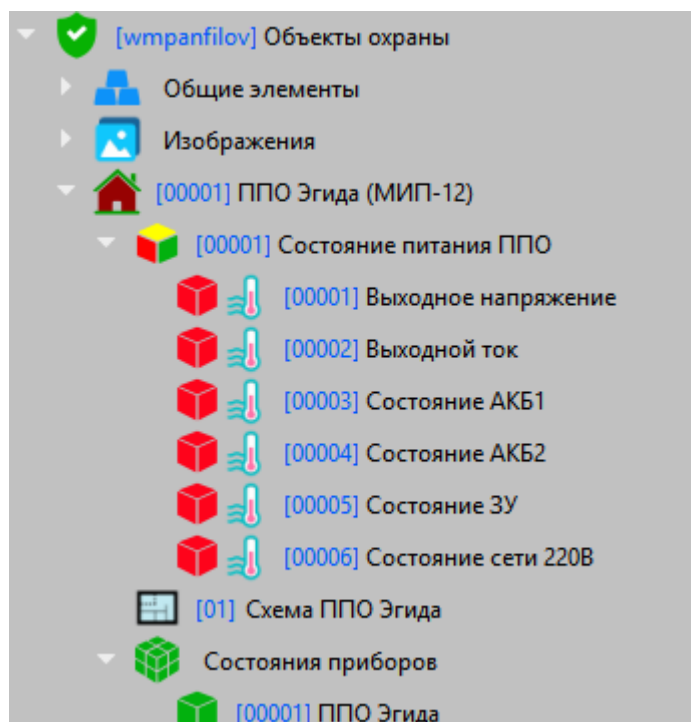 [wmpanfilov] Объекты охраны
Общие элементы
Изображения
[00001] ППО Эгида (МИП-12)
[00001] Состояние питания ППО
[00001] Выходное напряжение
[00002] Выходной ток
[00003] Состояние АКБ1
[00004] Состояние АКБ2
[00005] Состояние ЗУ
[00006] Состояние сети 220В
[01] Схема ППО Эгида
Состояния приборов
[00001] ППО Эгида